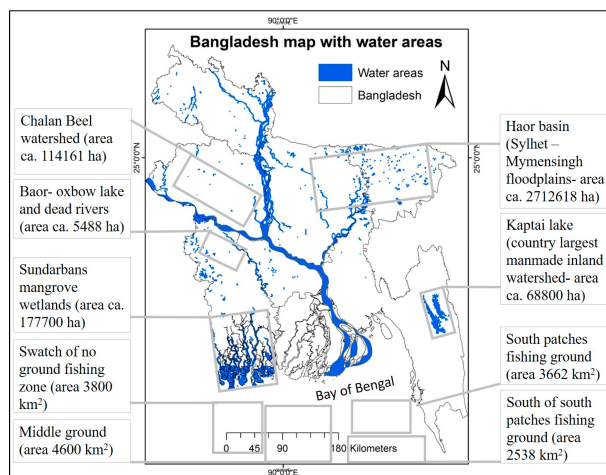 90°0'0"E
Bangladesh map with water areas
Water areas
Bangladesh
N
25°0'0"N
25°0'0"N
Chalan Beel
watershed (area
ca. 114161 ha)
Baor- oxbow lake
and dead rivers
(area ca. 5488 ha)
Sundarbans
mangrove
wetlands (area ca.
177700 ha)
Swatch of no
ground fishing
zone (area 3800
km²)
Middle ground
(area 4600 km²)
Haor basin
(Sylhet –
Mymensingh
floodplains- area
ca. 2712618 ha)
Kaptai lake
(country largest
manmade inland
watershed- area
ca. 68800 ha)
South patches
fishing ground
(area 3662 km²)
South of south
patches fishing
ground (area
2538 km²)
Bay of Bengal
0 45 90 180 Kilometers
90°0'0"E